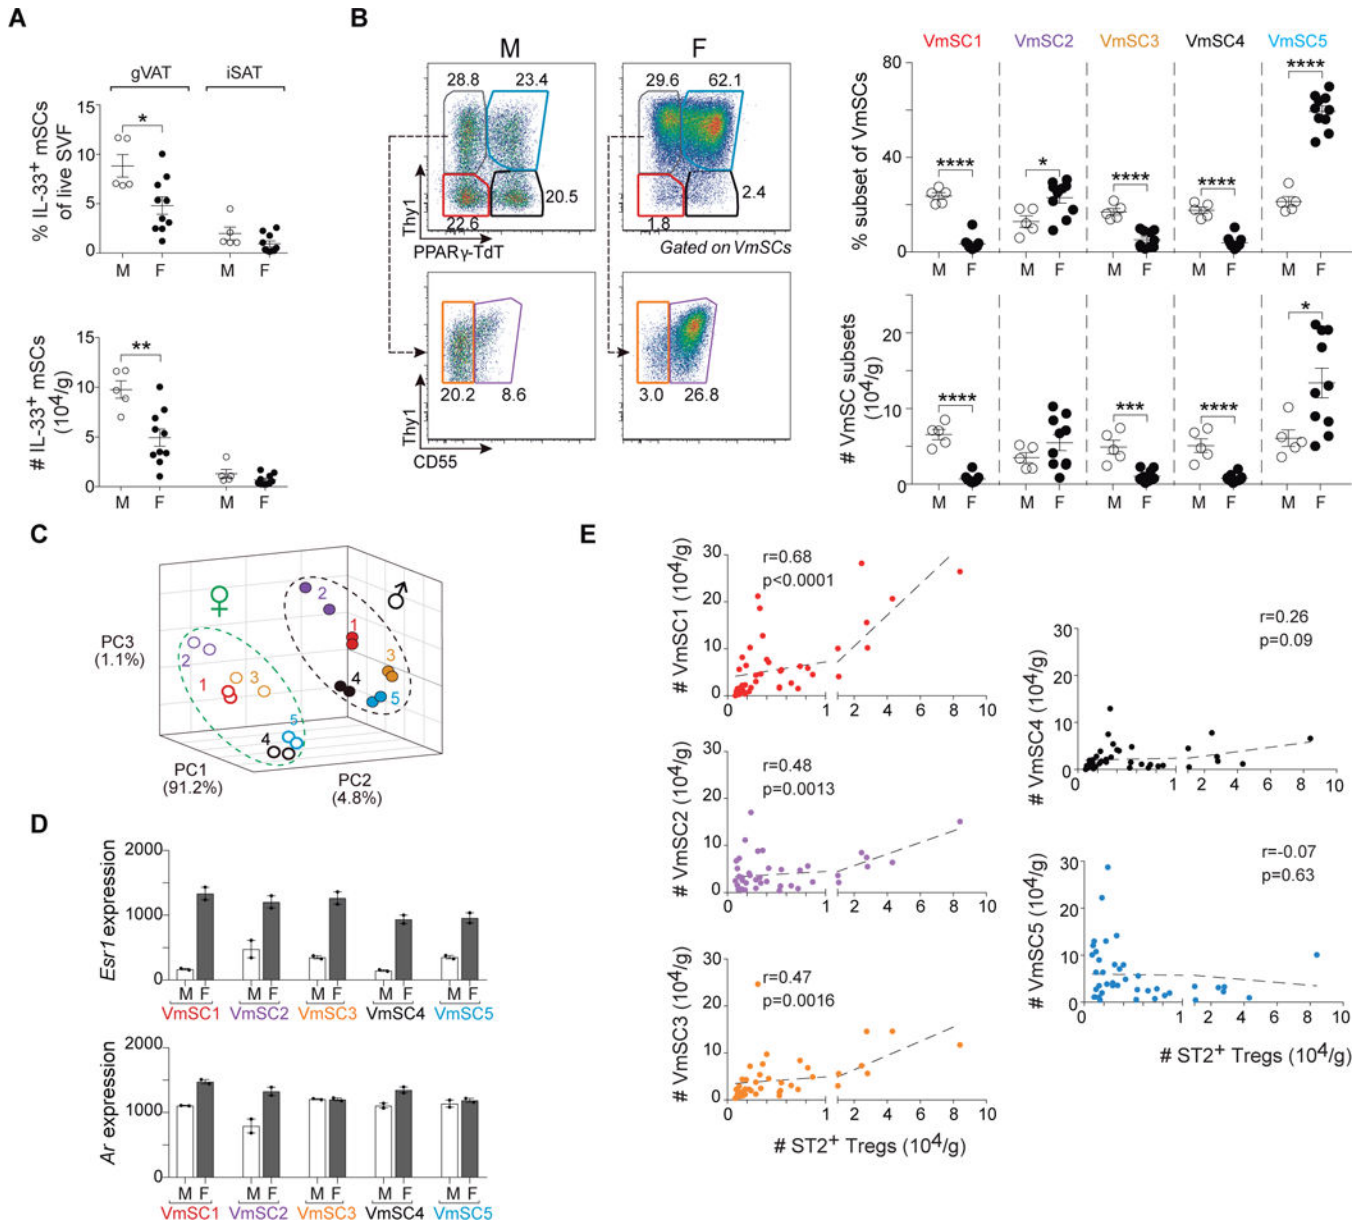 A
gVAT
iSAT
% IL-33+ mSCs
of live SVF
15
10
5
0
*
M
F
M
F
# IL-33+ mSCs
(10^4/g)
15
10
5
0
**
M
F
M
F
B
M
F
28.8
23.4
20.5
22.6
Thy1
PPARγ-TdT
29.6
62.1
2.4
1.8
Gated on VmSCs
20.2
8.6
Thy1
CD55
3.0
26.8
VmSC1
VmSC2
VmSC3
VmSC4
VmSC5
% subset of VmSCs
80
40
0
****
*
****
****
****
M
F
M
F
M
F
M
F
M
F
# VmSC subsets
(10^4/g)
20
10
0
****
***
****
*
M
F
M
F
M
F
M
F
M
F
C
♀
♂
2
1
3
4
5
2
3
1
5
4
PC3
(1.1%)
PC1
(91.2%)
PC2
(4.8%)
D
Esr1 expression
2000
1000
0
M F M F M F M F M F
VmSC1 VmSC2 VmSC3 VmSC4 VmSC5
Ar expression
2000
1000
0
M F M F M F M F M F
VmSC1 VmSC2 VmSC3 VmSC4 VmSC5
E
# VmSC1 (10^4/g)
30
20
10
0
r=0.68
p<0.0001
0 1 2 4 6 8 10
# VmSC2 (10^4/g)
30
20
10
0
r=0.48
p=0.0013
0 1 2 4 6 8 10
# VmSC3 (10^4/g)
30
20
10
0
r=0.47
p=0.0016
0 1 2 4 6 8 10
# ST2+ Tregs (10^4/g)
# VmSC4 (10^4/g)
30
20
10
0
r=0.26
p=0.09
0 1 2 4 6 8 10
# VmSC5 (10^4/g)
30
20
10
0
r=-0.07
p=0.63
0 1 2 4 6 8 10
# ST2+ Tregs (10^4/g)